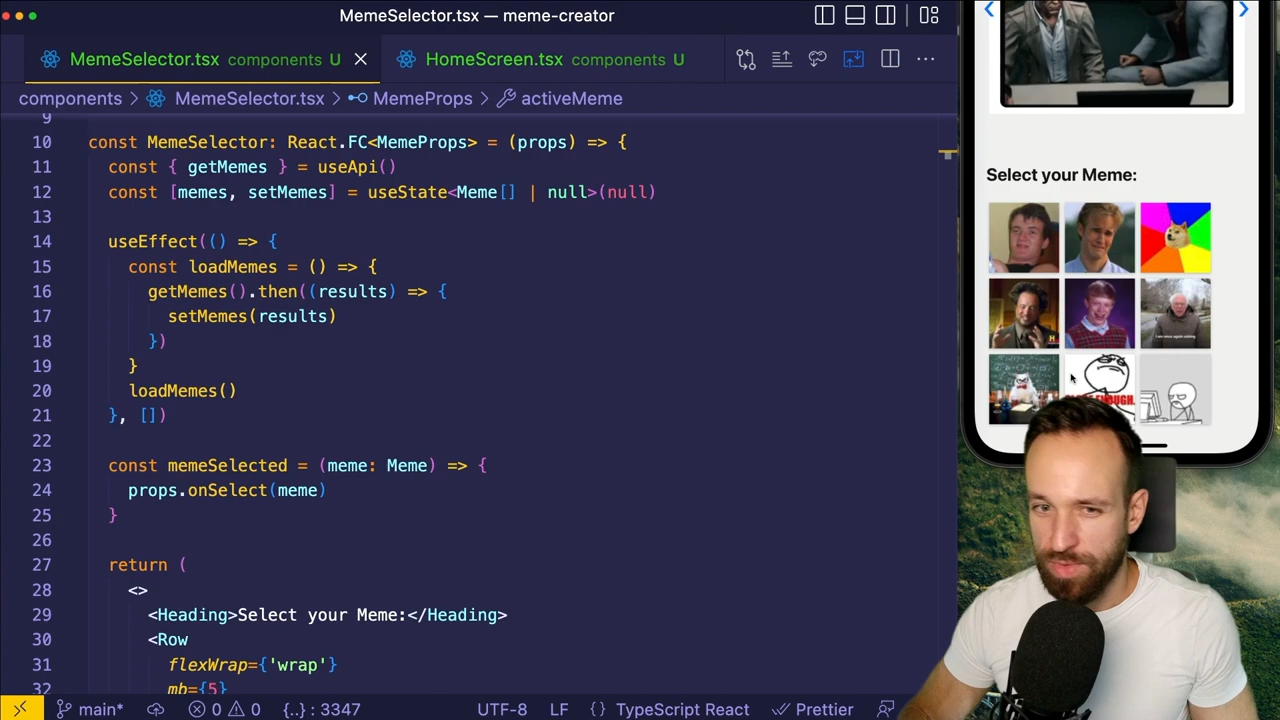 MemeSelector.tsx — meme-creator
MemeSelector.tsx components U
HomeScreen.tsx components U
components > MemeSelector.tsx > MemeProps > activeMeme
9
10 const MemeSelector: React.FC<MemeProps> = (props) => {
11 const { getMemes } = useApi()
12 const [memes, setMemes] = useState<Meme[] | null>(null)
13
14 useEffect(() => {
15 const loadMemes = () => {
16 getMemes().then((results) => {
17 setMemes(results)
18 })
19 }
20 loadMemes()
21 }, [])
22
23 const memeSelected = (meme: Meme) => {
24 props.onSelect(meme)
25 }
26
27 return (
28 <>
29 <Heading>Select your Meme:</Heading>
30 <Row
31 flexWrap={'wrap'}
32 mb={5}
main* 0 0 {..} : 3347 UTF-8 LF {} TypeScript React Prettier
Select your Meme: